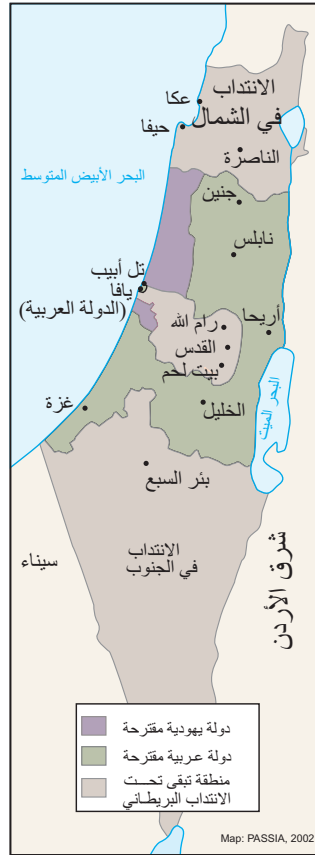 الانتداب
في الشمال
عكا
حيفا
الناصرة
البحر الأبيض المتوسط
جنين
نابلس
تل أبيب
يافا
(الدولة العربية)
أريحا
رام الله
القدس
بيت لحم
البحر الميت
غزة
الخليل
بئر السبع
الانتداب
في الجنوب
سيناء
شرق الأردن
دولة يهودية مقترحة
دولة عربية مقترحة
منطقة تبقى تحت
الانتداب البريطاني
Map: PASSIA, 2002